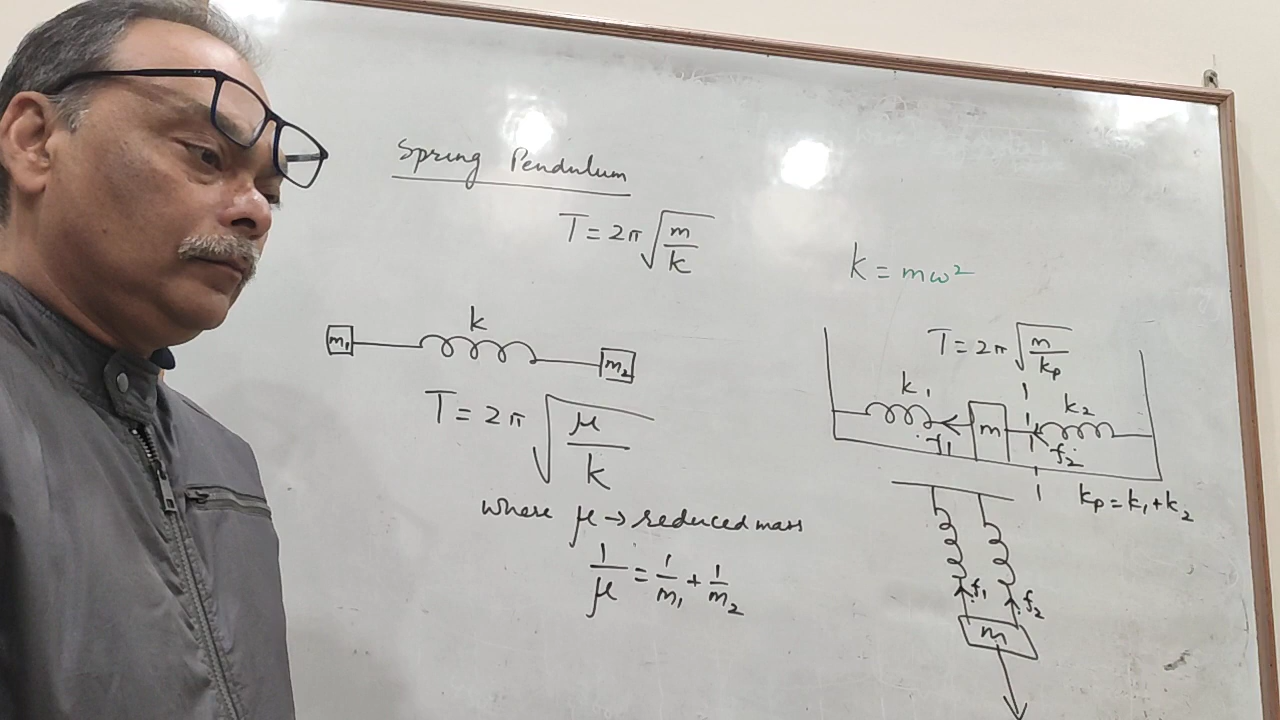 Spring Pendulum
T = 2π √(m/k)
k = mω²
k
m₁ m₂
T = 2π √(μ/k)
where μ → reduced mass
1/μ = 1/m₁ + 1/m₂
T = 2π √(m/kp)
k₁ k₂
m
f₁ f₂
kp = k₁ + k₂
f₁ f₂
m